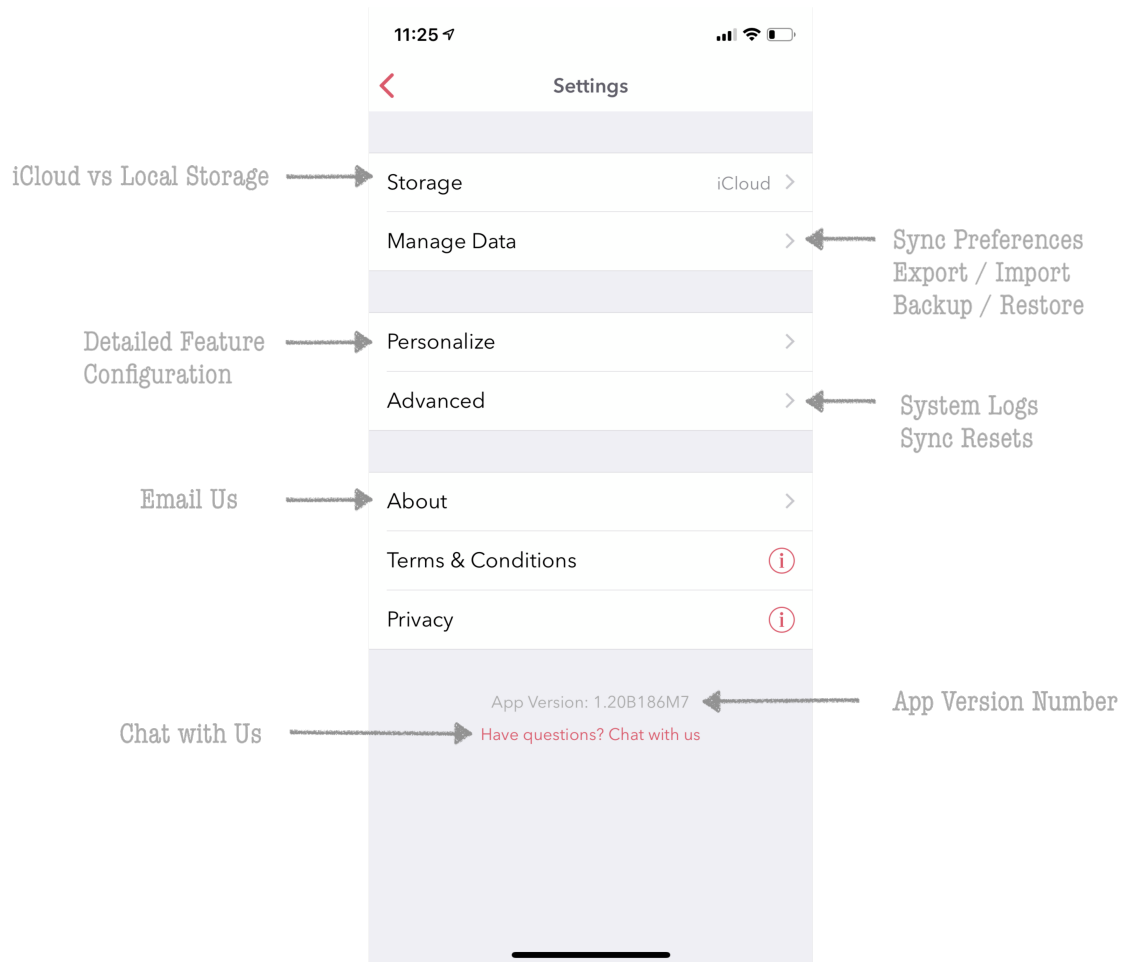 11:25
Settings
iCloud vs Local Storage
Storage
iCloud
Manage Data
Sync Preferences
Export / Import
Backup / Restore
Detailed Feature
Configuration
Personalize
Advanced
System Logs
Sync Resets
Email Us
About
Terms & Conditions
i
Privacy
i
App Version: 1.20B186M7
App Version Number
Chat with Us
Have questions? Chat with us